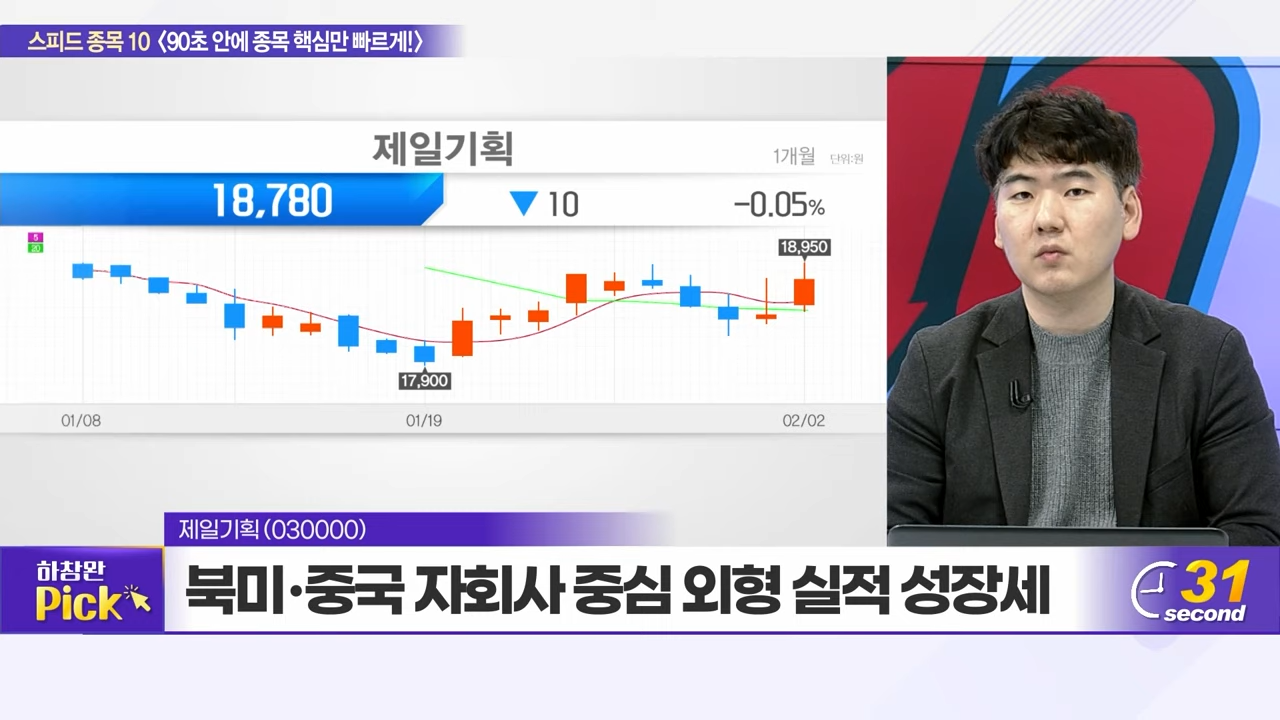 스피드 종목 10 〈90초 안에 종목 핵심만 빠르게!〉
제일기획
1개월 단위:원
18,780 ▼ 10 -0.05%
5
20
18,950
17,900
01/08 01/19 02/02
제일기획(030000)
하창완
Pick
북미·중국 자회사 중심 외형 실적 성장세
31
second